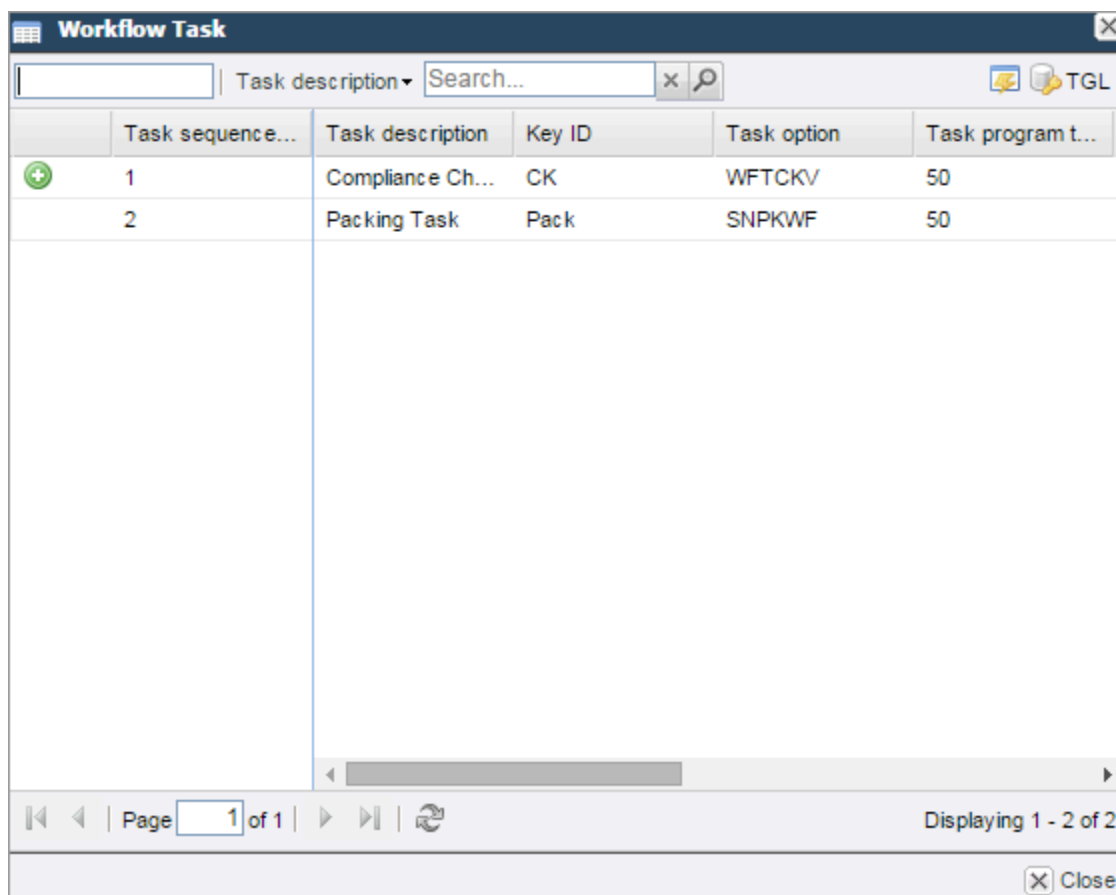 Workflow Task
Task description Search... TGL
Task sequence... Task description Key ID Task option Task program t...
1 Compliance Ch... CK WFTCKV 50
2 Packing Task Pack SNPKWF 50
Page 1 of 1 Displaying 1 - 2 of 2
Close